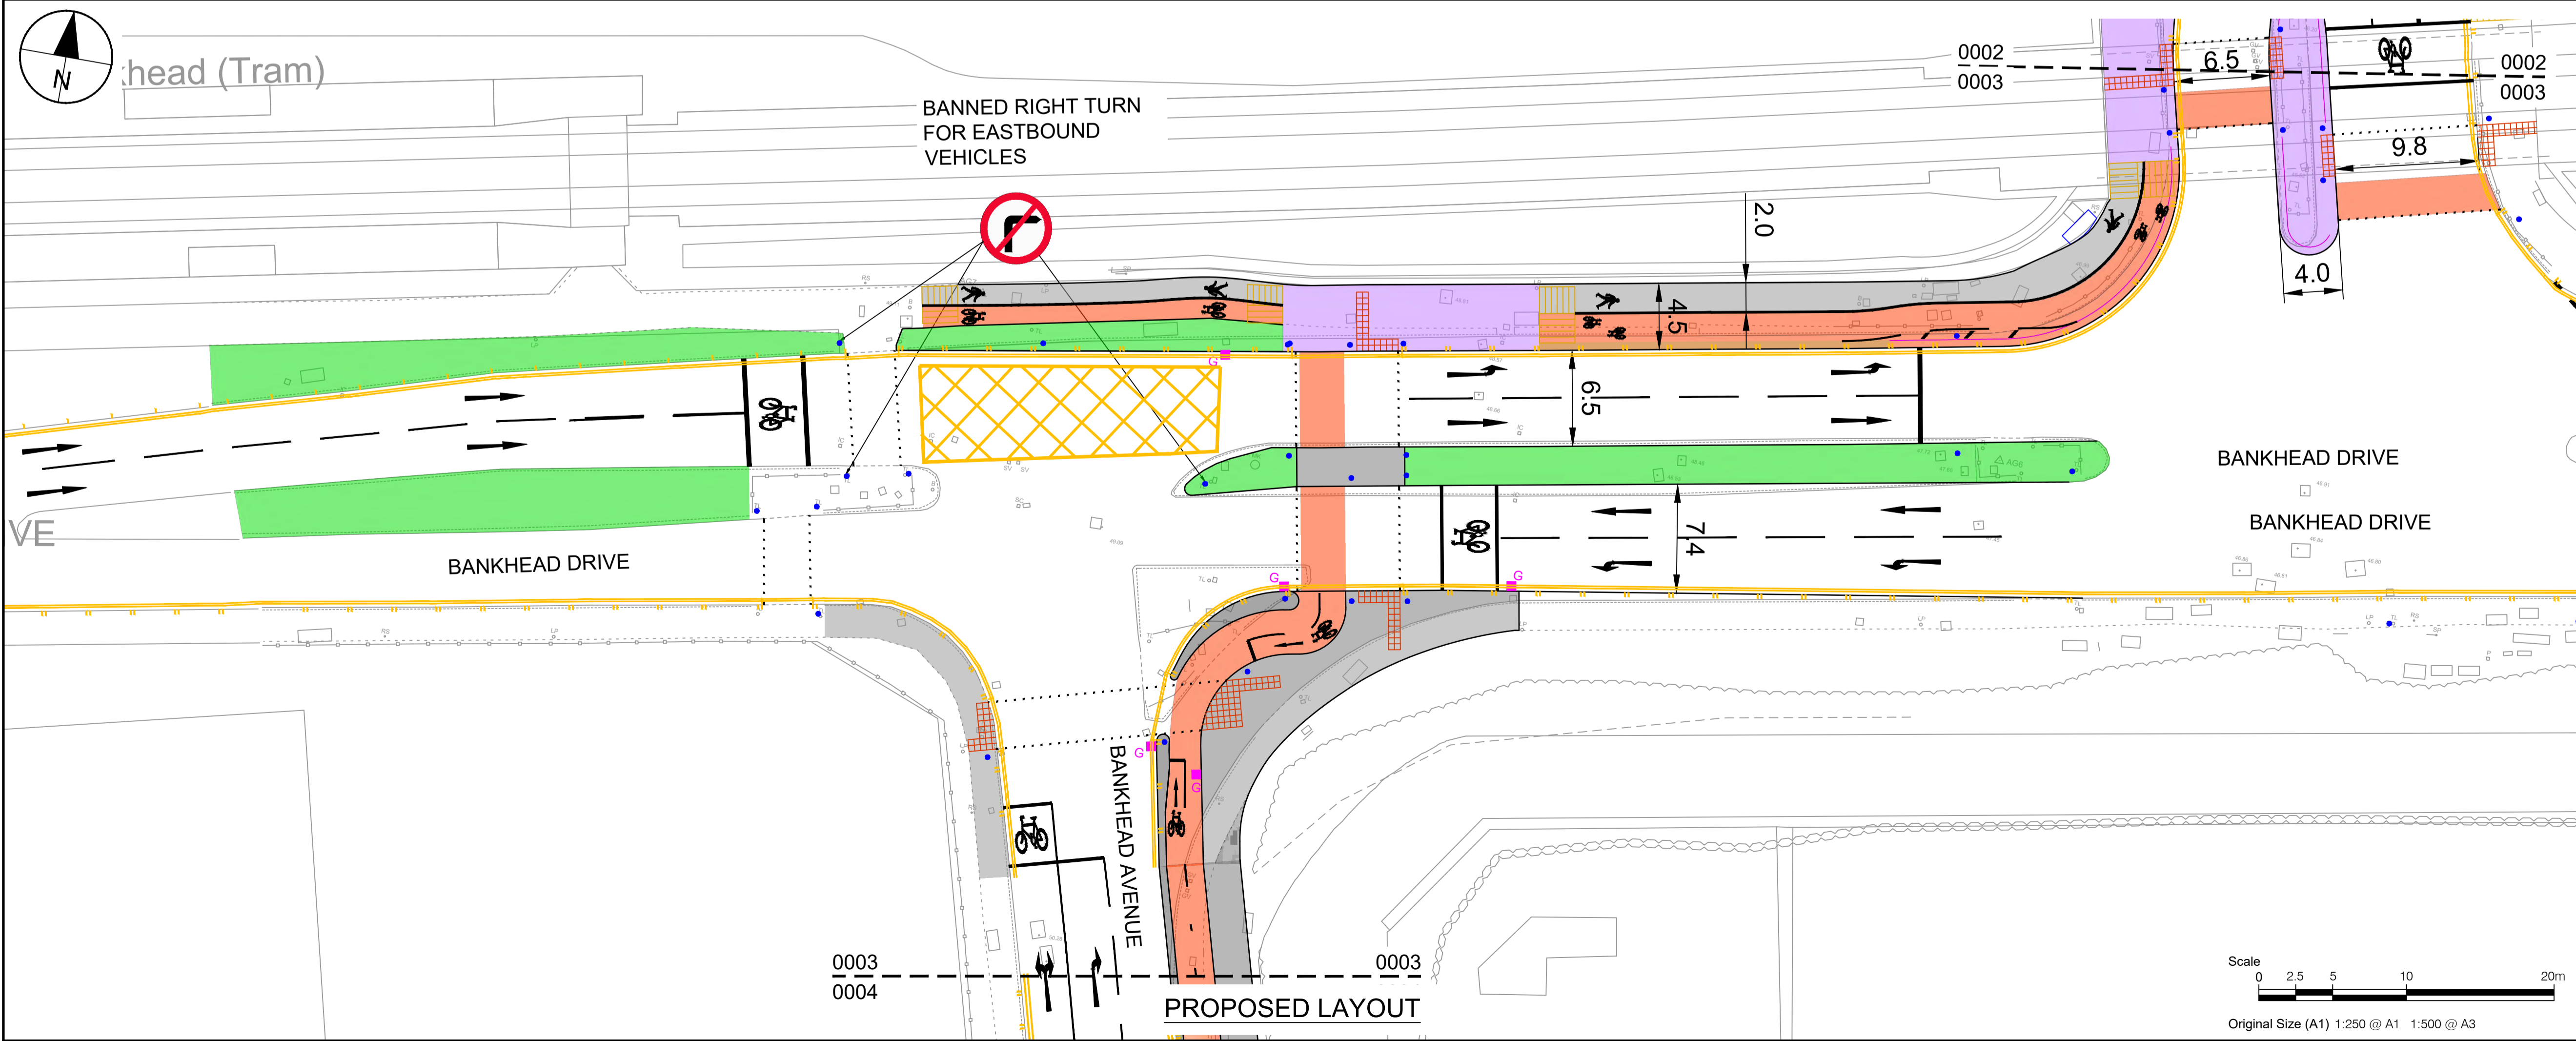 N
khead (Tram)
BANNED RIGHT TURN
FOR EASTBOUND
VEHICLES
0002
0003
6.5
0002
0003
9.8
4.0
2.0
4.5
6.5
7.4
G
VE
BANKHEAD DRIVE
BANKHEAD DRIVE
BANKHEAD DRIVE
AG6
G
G
G
G
BANKHEAD AVENUE
0003
0003
0004
PROPOSED LAYOUT
Scale
0 2.5 5 10 20m
Original Size (A1) 1:250 @ A1 1:500 @ A3